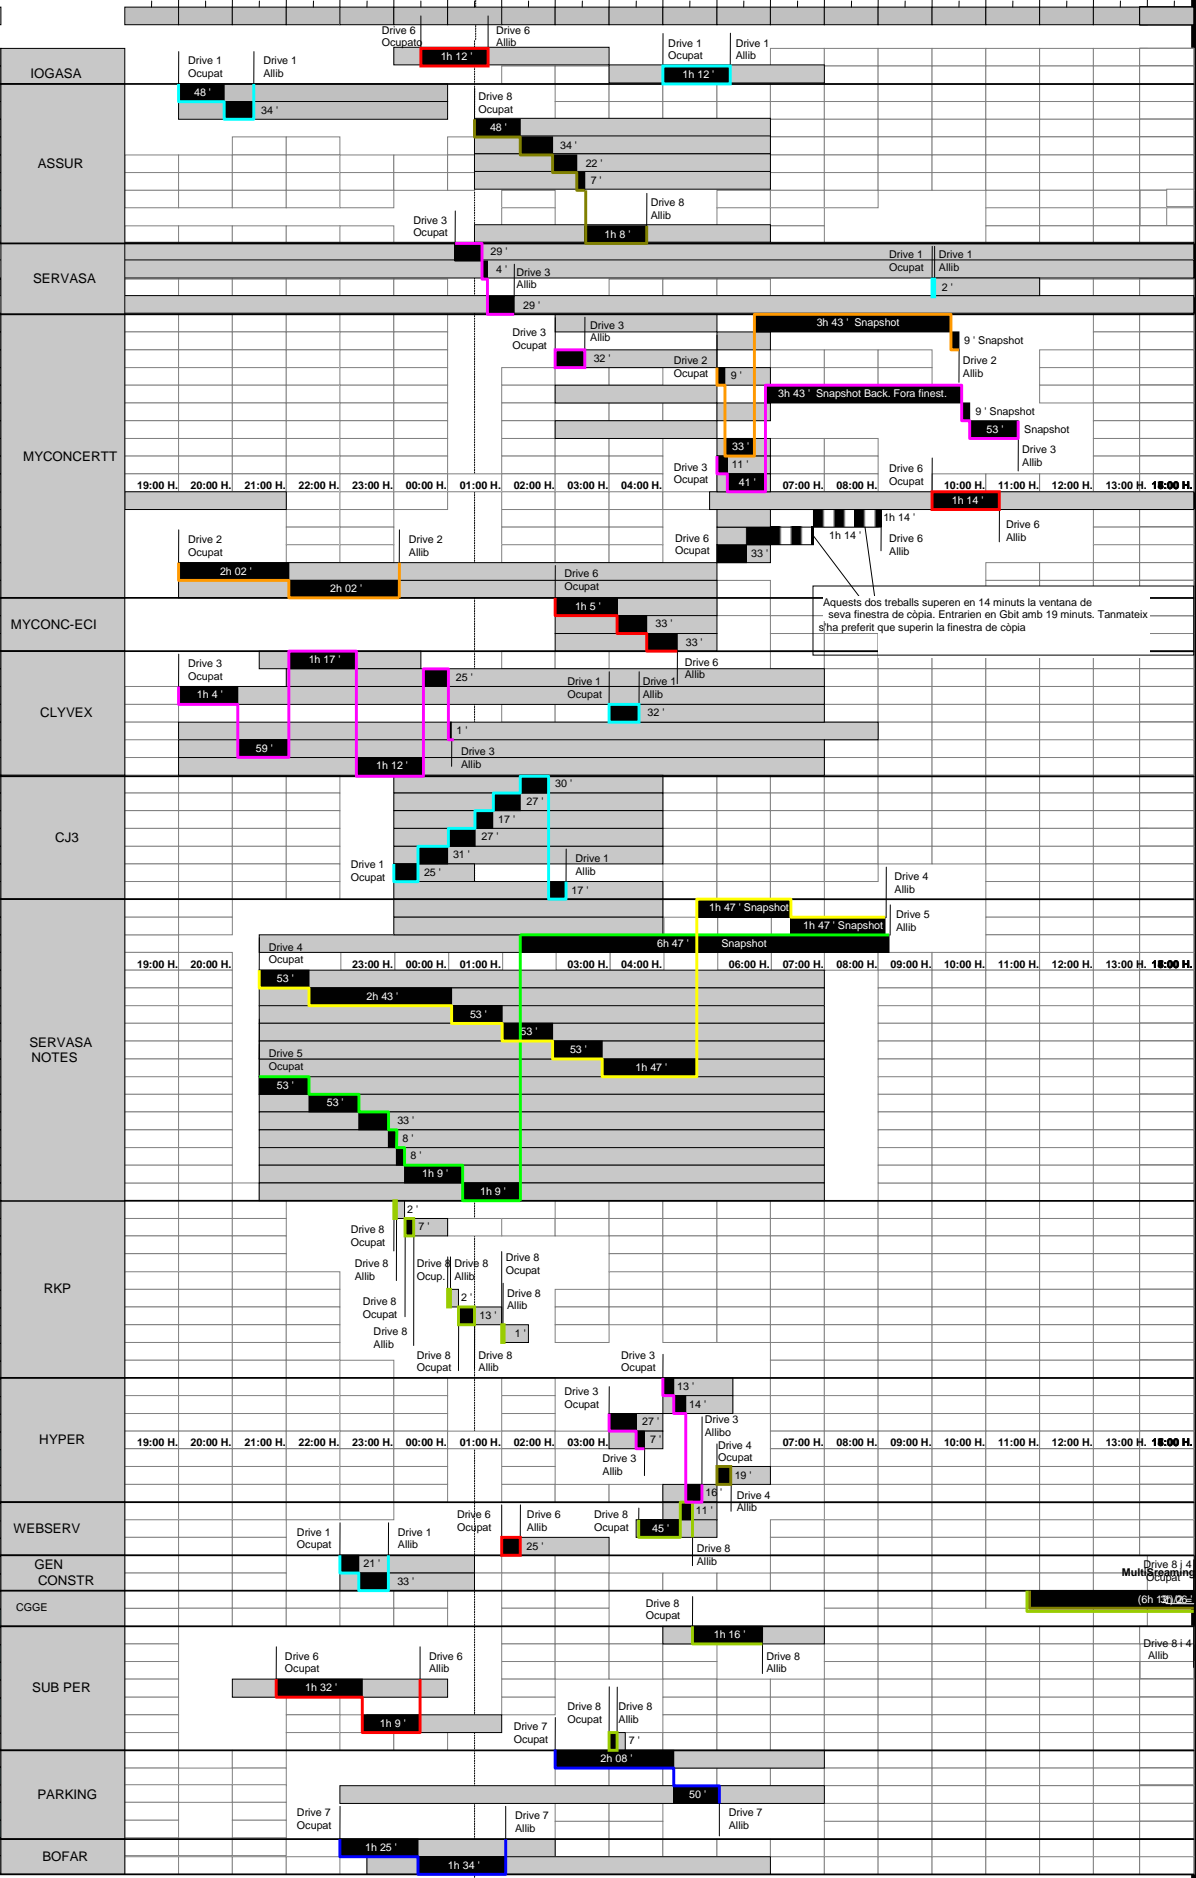 Drive 6
Ocupato
Drive 6
Allib
1h 12 '
Drive 1
Ocupat
Drive 1
Allib
1h 12 '
IOGASA
Drive 1
Ocupat
Drive 1
Allib
48 '
34 '
Drive 8
Ocupat
48 '
34 '
ASSUR
22 '
7 '
Drive 8
Allib
1h 8 '
Drive 3
Ocupat
29 '
SERVASA
4 '
Drive 3
Allib
29 '
Drive 1
Ocupat
Drive 1
Allib
2 '
3h 43 ' Snapshot
9 ' Snapshot
Drive 2
Allib
Drive 3
Ocupat
Drive 3
Allib
32 '
Drive 2
Ocupat
9 '
3h 43 ' Snapshot Back. Fora finest.
9 ' Snapshot
53 ' Snapshot
Drive 3
Allib
33 '
MYCONCERTT
Drive 3
Ocupat
11 '
41 '
Drive 6
Ocupat
19:00 H. 20:00 H. 21:00 H. 22:00 H. 23:00 H. 00:00 H. 01:00 H. 02:00 H. 03:00 H. 04:00 H. 07:00 H. 08:00 H. 10:00 H. 11:00 H. 12:00 H. 13:00 H.
1h 14 '
Drive 6
Allib
1h 14 '
1h 14 '
Drive 6
Allib
Drive 6
Ocupat
33 '
Drive 2
Ocupat
Drive 2
Allib
2h 02 '
2h 02 '
Drive 6
Ocupat
Aquests dos treballs superen en 14 minuts la ventana de
seva finestra de còpia. Entrarien en Gbit amb 19 minuts. Tanmateix
s'ha preferit que superin la finestra de còpia
MYCONC-ECI
1h 5 '
33 '
33 '
Drive 6
Allib
1h 17 '
Drive 3
Ocupat
1h 4 '
25 '
Drive 1
Ocupat
Drive 1
Allib
32 '
CLYVEX
1 '
59 '
Drive 3
Allib
1h 12 '
30 '
27 '
17 '
CJ3
27 '
31 '
Drive 1
Ocupat
25 '
Drive 1
Allib
17 '
Drive 4
Allib
1h 47 ' Snapshot
1h 47 ' Snapshot
Drive 5
Allib
6h 47 ' Snapshot
Drive 4
Ocupat
19:00 H. 20:00 H. 23:00 H. 00:00 H. 01:00 H. 03:00 H. 04:00 H. 06:00 H. 07:00 H. 08:00 H. 09:00 H. 10:00 H. 11:00 H. 12:00 H. 13:00 H.
53 '
2h 43 '
53 '
53 '
SERVASA
NOTES
53 '
1h 47 '
Drive 5
Ocupat
53 '
53 '
33 '
8 '
8 '
1h 9 '
1h 9 '
2 '
7 '
Drive 8
Ocupat
Drive 8
Allib
Drive 8
Ocup.
Drive 8
Allib
Drive 8
Ocupat
RKP
2 '
Drive 8
Allib
Drive 8
Ocupat
13 '
1 '
Drive 8
Allib
Drive 8
Ocupat
Drive 8
Allib
Drive 3
Ocupat
13 '
14 '
Drive 3
Ocupat
27 '
Drive 3
Allibo
HYPER
7 '
19:00 H. 20:00 H. 21:00 H. 22:00 H. 23:00 H. 00:00 H. 01:00 H. 02:00 H. 03:00 H. 07:00 H. 08:00 H. 09:00 H. 10:00 H. 11:00 H. 12:00 H. 13:00 H.
Drive 3
Allib
Drive 4
Ocupat
19 '
Drive 4
Allib
16 '
11 '
WEBSERV
Drive 6
Ocupat
Drive 6
Allib
25 '
Drive 8
Ocupat
45 '
Drive 8
Allib
Drive 1
Ocupat
Drive 1
Allib
GEN
CONSTR
21 '
33 '
Drive 8 i 4
Ocupat
MultiSreaming
CGGE
Drive 8
Ocupat
1h 16 '
Drive 8
Allib
Drive 8 i 4
Allib
Drive 6
Ocupat
Drive 6
Allib
SUB PER
1h 32 '
1h 9 '
Drive 8
Ocupat
Drive 8
Allib
7 '
Drive 7
Ocupat
2h 08 '
PARKING
50 '
Drive 7
Allib
Drive 7
Ocupat
Drive 7
Allib
BOFAR
1h 25 '
1h 34 '